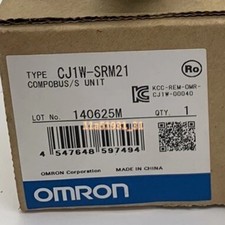 TYPE CJ1W-SRM21
COMPOBUS/S UNIT
Ro
KCC-REM-OMR-
CJ1W-00040
LOT No. 140625M QTY 1
4 547648 597494
OMRON Corporation MADE IN CHINA
OMRON